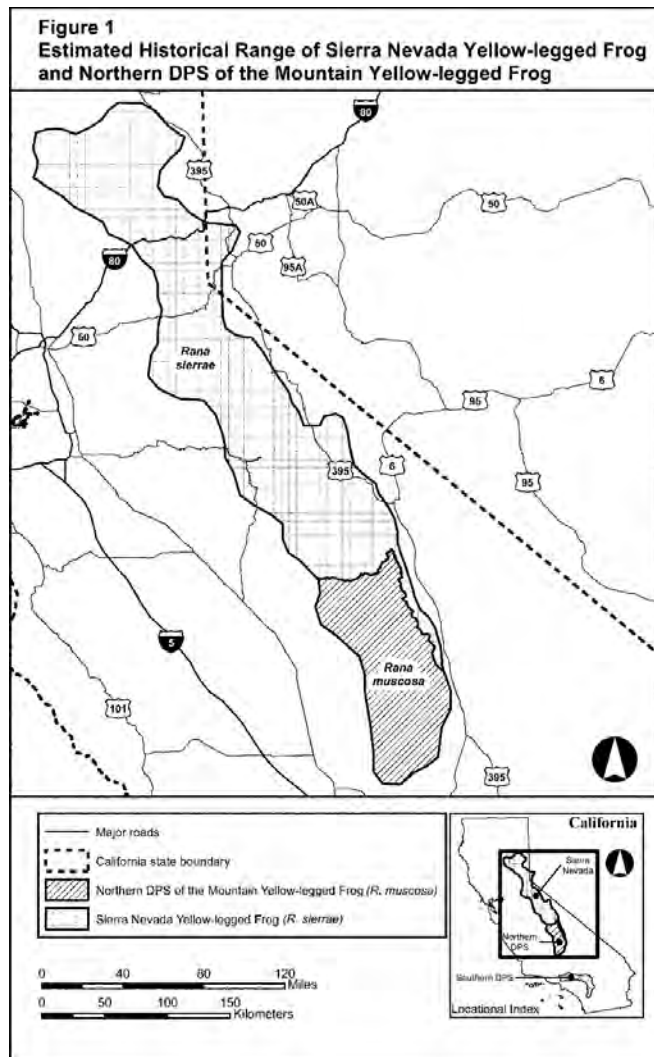 Figure 1
Estimated Historical Range of Sierra Nevada Yellow-legged Frog
and Northern DPS of the Mountain Yellow-legged Frog
80
395
50A
50
50
95A
80
50
Rana
sierrae
6
95
395
6
95
5
Rana
muscosa
101
395
Major roads
California state boundary
Northern DPS of the Mountain Yellow-legged Frog (R. muscosa)
Sierra Nevada Yellow-legged Frog (R. sierrae)
0 20 40 80 120
Miles
0 50 100 150
Kilometers
California
Sierra
Nevada
Northern
DPS
Southern DPS
Locational Index